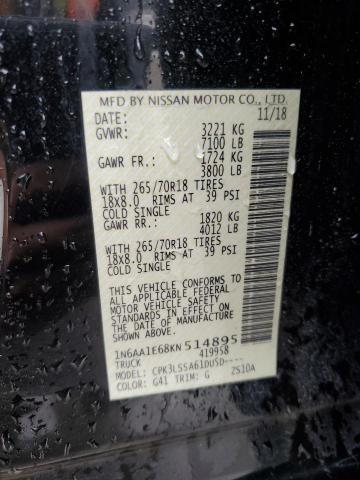 MFD BY NISSAN MOTOR CO., LTD.
DATE: 11/18
GVWR: 3221 KG
7100 LB
GAWR FR.: 1724 KG
3800 LB
WITH 265/70R18 TIRES
18X8.0 RIMS AT 39 PSI
COLD SINGLE
GAWR RR.: 1820 KG
4012 LB
WITH 265/70R18 TIRES
18X8.0 RIMS AT 39 PSI
COLD SINGLE
THIS VEHICLE CONFORMS TO
ALL APPLICABLE FEDERAL
MOTOR VEHICLE SAFETY
STANDARDS IN EFFECT ON
THE DATE OF MANUFACTURE
SHOWN ABOVE.
1N6AA1E68KN514895
TRUCK 419958
MODEL: CPK3LSSA61DUSD----
COLOR: G41 TRIM: G ZS10A